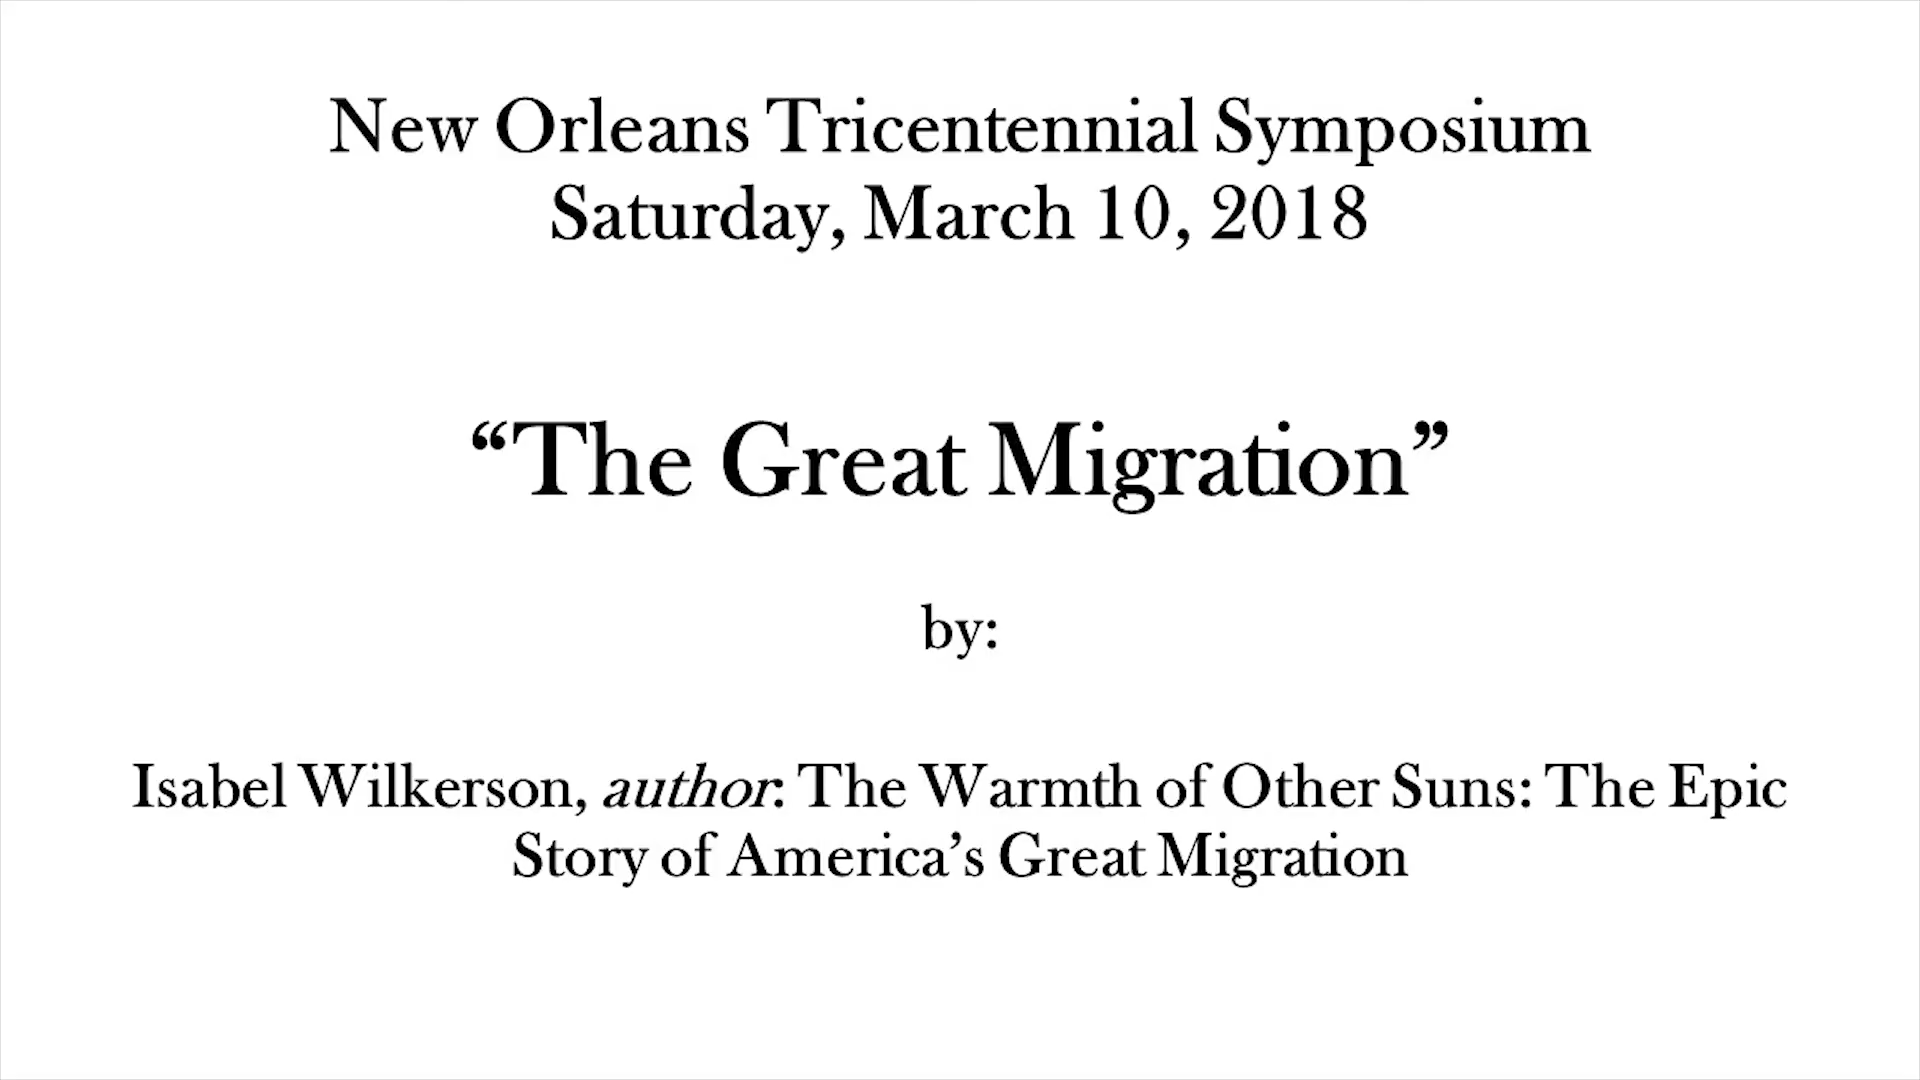 New Orleans Tricentennial Symposium
Saturday, March 10, 2018
“The Great Migration”
by:
Isabel Wilkerson, author: The Warmth of Other Suns: The Epic
Story of America’s Great Migration